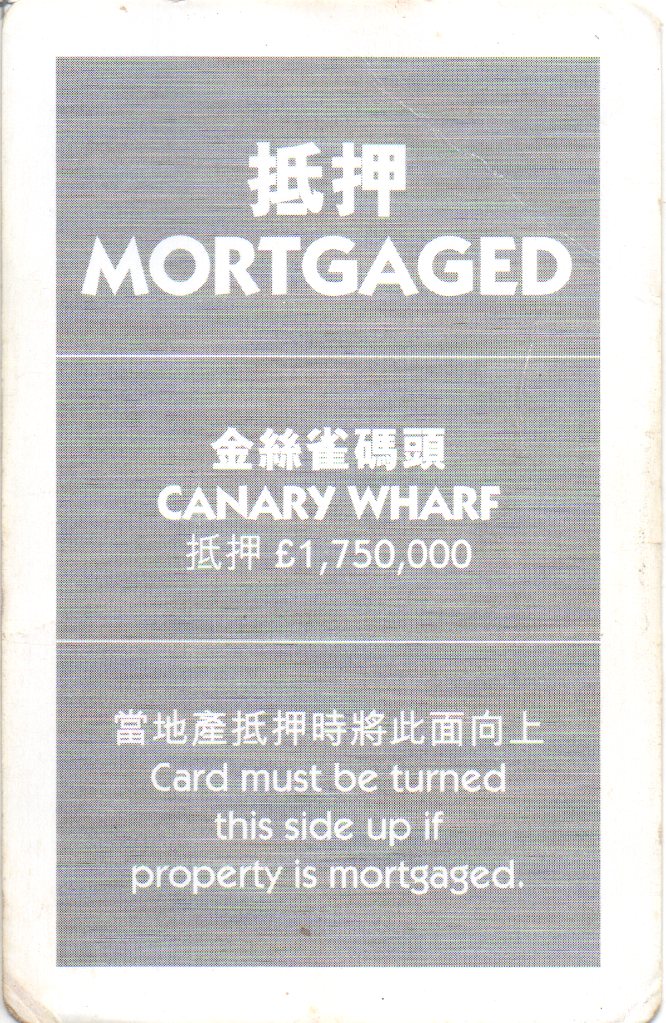 抵押
MORTGAGED
金絲雀碼頭
CANARY WHARF
抵押 £1,750,000
當地產抵押時將此面向上
Card must be turned
this side up if
property is mortgaged.